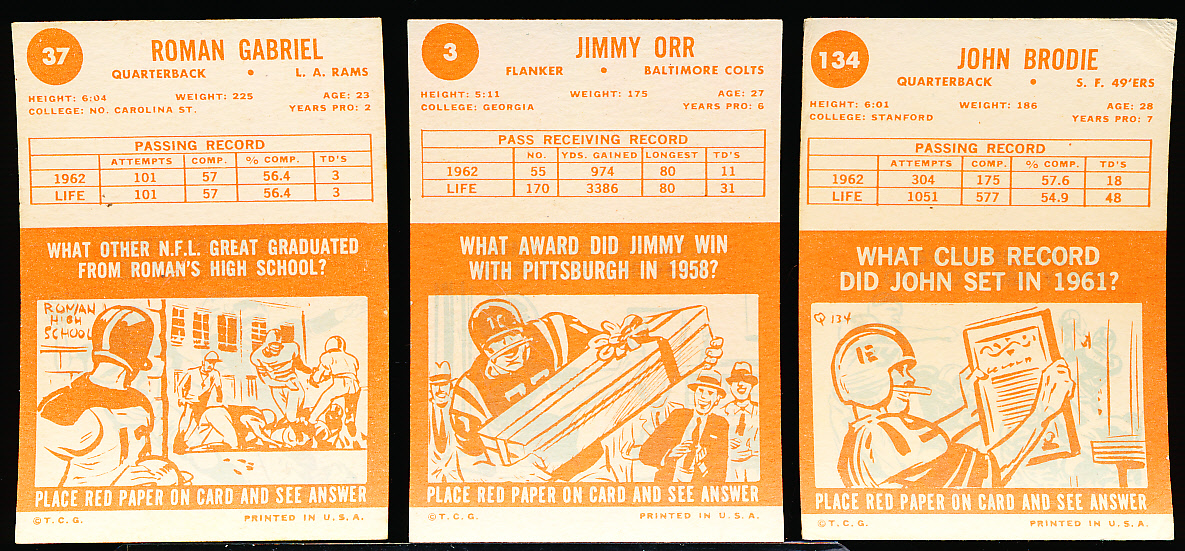 37
ROMAN GABRIEL
QUARTERBACK • L. A. RAMS
HEIGHT: 6:04 WEIGHT: 225 AGE: 23
COLLEGE: NO. CAROLINA ST. YEARS PRO: 2
PASSING RECORD
ATTEMPTS COMP. % COMP. TD'S
1962 101 57 56.4 3
LIFE 101 57 56.4 3
WHAT OTHER N.F.L. GREAT GRADUATED
FROM ROMAN'S HIGH SCHOOL?
ROMAN
HIGH
SCHOOL
PLACE RED PAPER ON CARD AND SEE ANSWER
©T.C.G. PRINTED IN U.S.A.
3
JIMMY ORR
FLANKER • BALTIMORE COLTS
HEIGHT: 5:11 WEIGHT: 175 AGE: 27
COLLEGE: GEORGIA YEARS PRO: 6
PASS RECEIVING RECORD
NO. YDS. GAINED LONGEST TD'S
1962 55 974 80 11
LIFE 170 3386 80 31
WHAT AWARD DID JIMMY WIN
WITH PITTSBURGH IN 1958?
PLACE RED PAPER ON CARD AND SEE ANSWER
©T.C.G. PRINTED IN U.S.A.
134
JOHN BRODIE
QUARTERBACK • S. F. 49'ERS
HEIGHT: 6:01 WEIGHT: 186 AGE: 28
COLLEGE: STANFORD YEARS PRO: 7
PASSING RECORD
ATTEMPTS COMP. % COMP. TD'S
1962 304 175 57.6 18
LIFE 1051 577 54.9 48
WHAT CLUB RECORD
DID JOHN SET IN 1961?
Q 134
PLACE RED PAPER ON CARD AND SEE ANSWER
©T.C.G. PRINTED IN U.S.A.